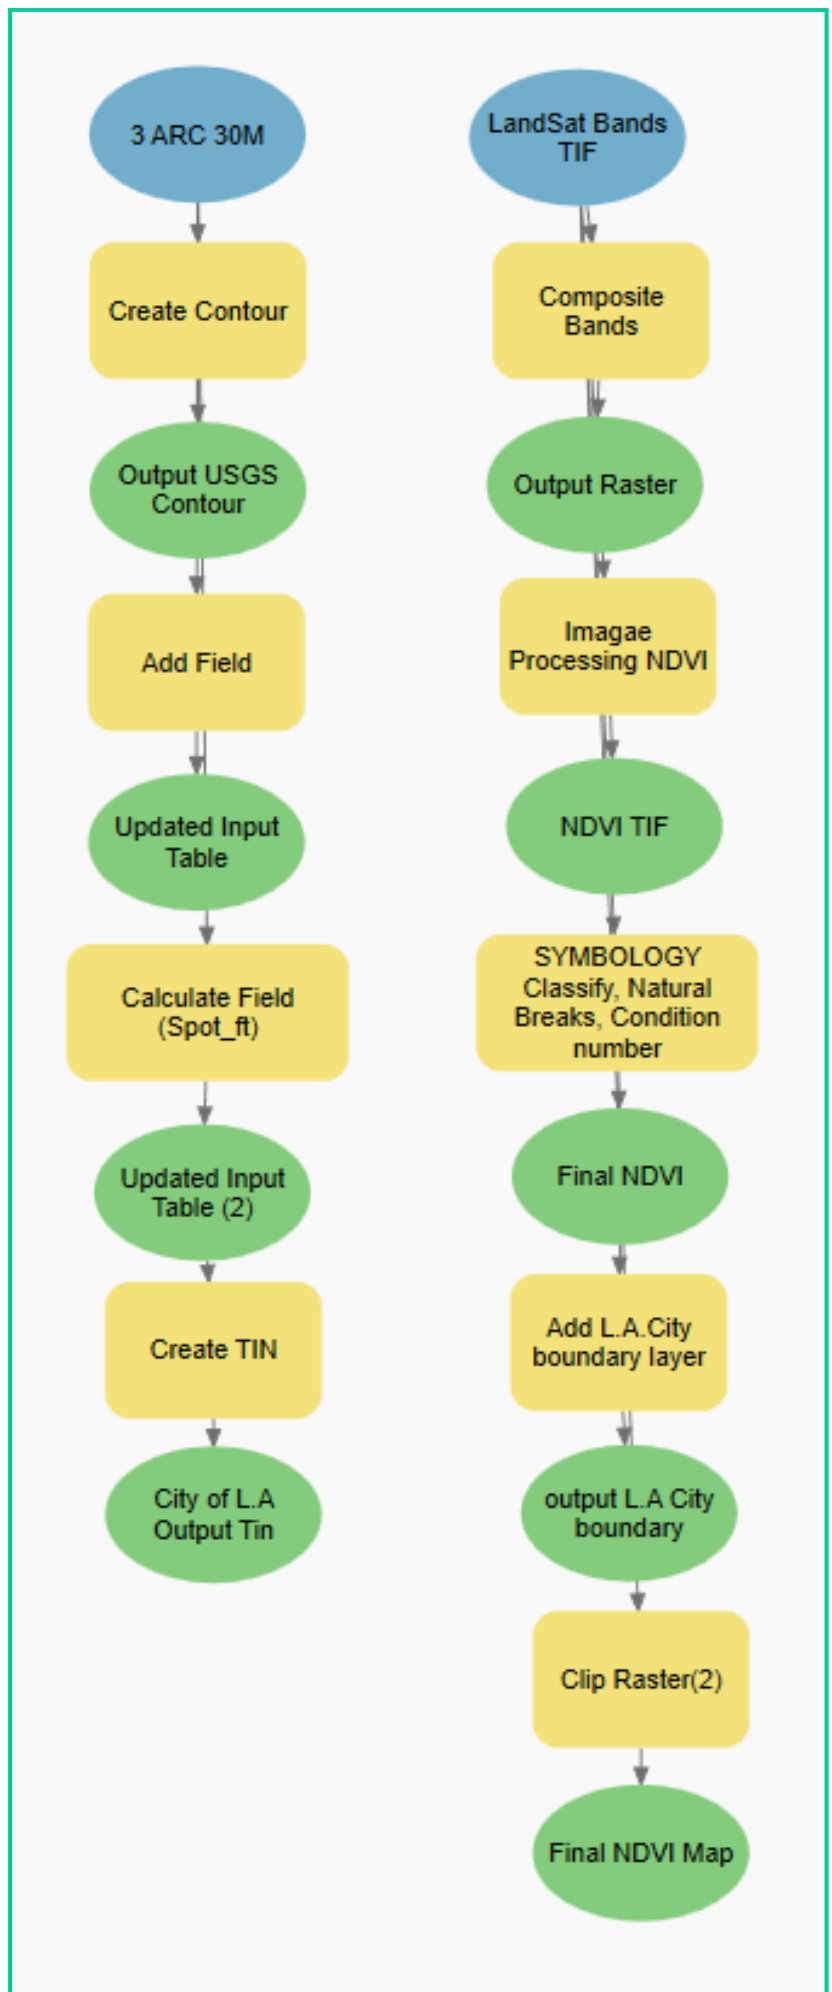 3 ARC 30M
Create Contour
Output USGS
Contour
Add Field
Updated Input
Table
Calculate Field
(Spot_ft)
Updated Input
Table (2)
Create TIN
City of L.A
Output Tin
LandSat Bands
TIF
Composite
Bands
Output Raster
Imagae
Processing NDVI
NDVI TIF
SYMBOLOGY
Classify, Natural
Breaks, Condition
number
Final NDVI
Add L.A.City
boundary layer
output L.A City
boundary
Clip Raster(2)
Final NDVI Map